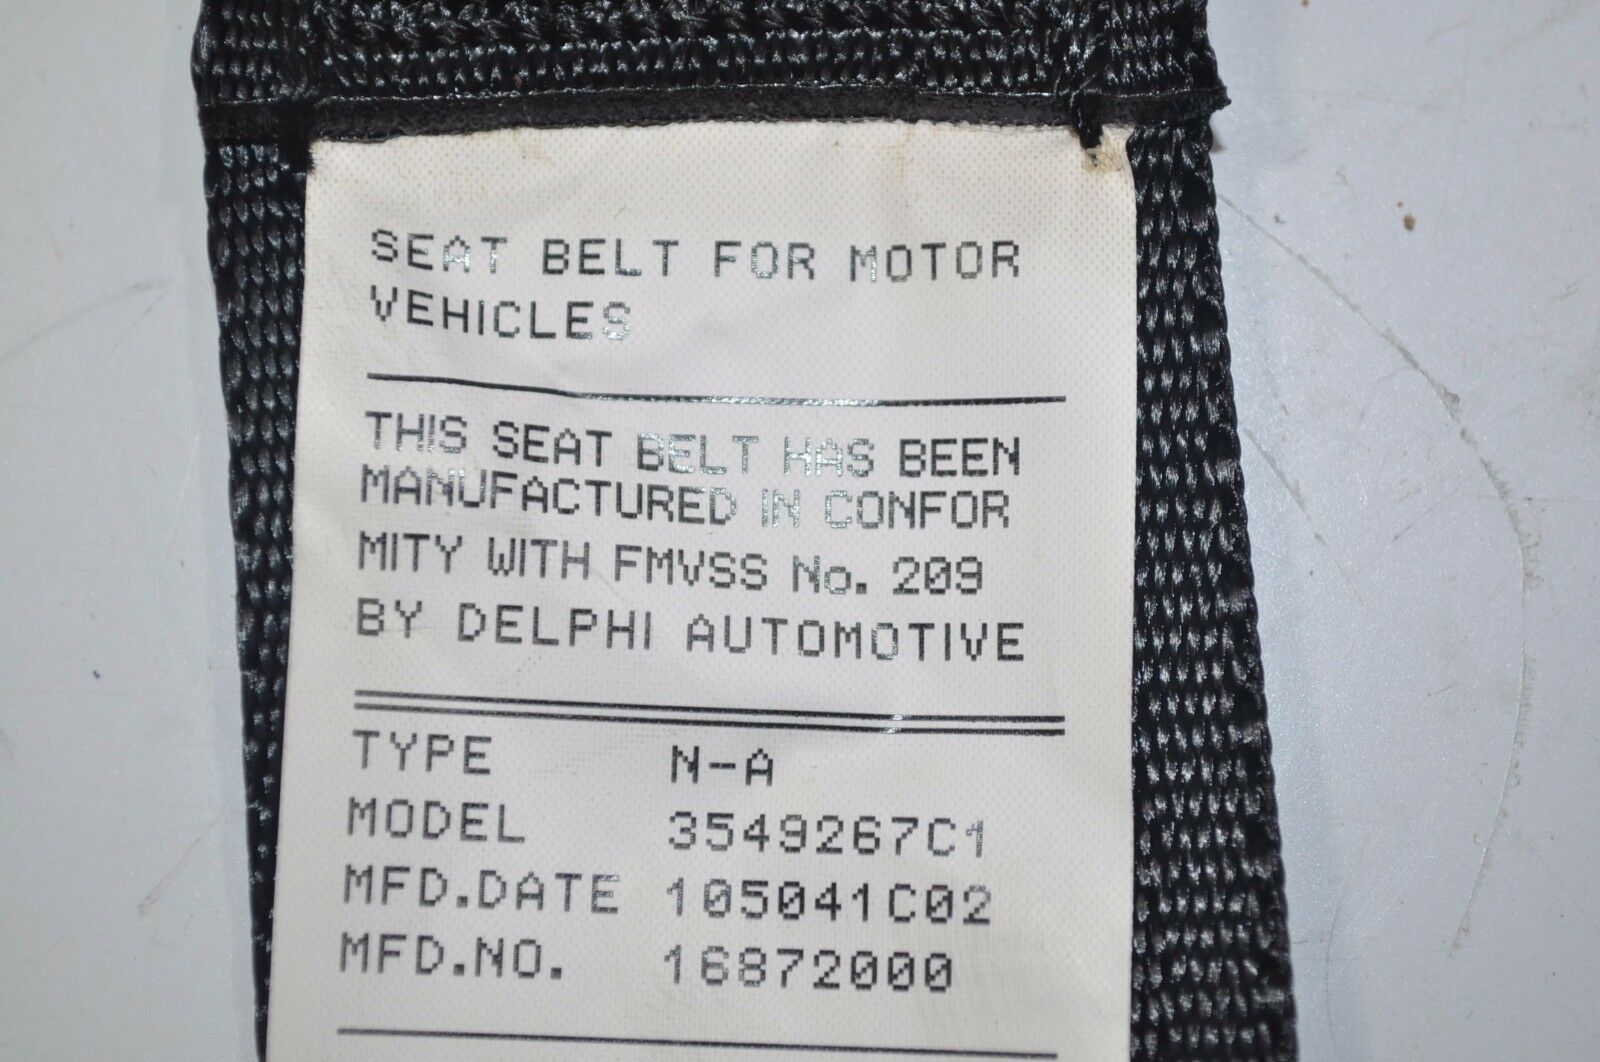 SEAT BELT FOR MOTOR
VEHICLES
THIS SEAT BELT HAS BEEN
MANUFACTURED IN CONFOR
MITY WITH FMVSS No. 209
BY DELPHI AUTOMOTIVE
TYPE N-A
MODEL 3549267C1
MFD.DATE 105041C02
MFD.NO. 16872000